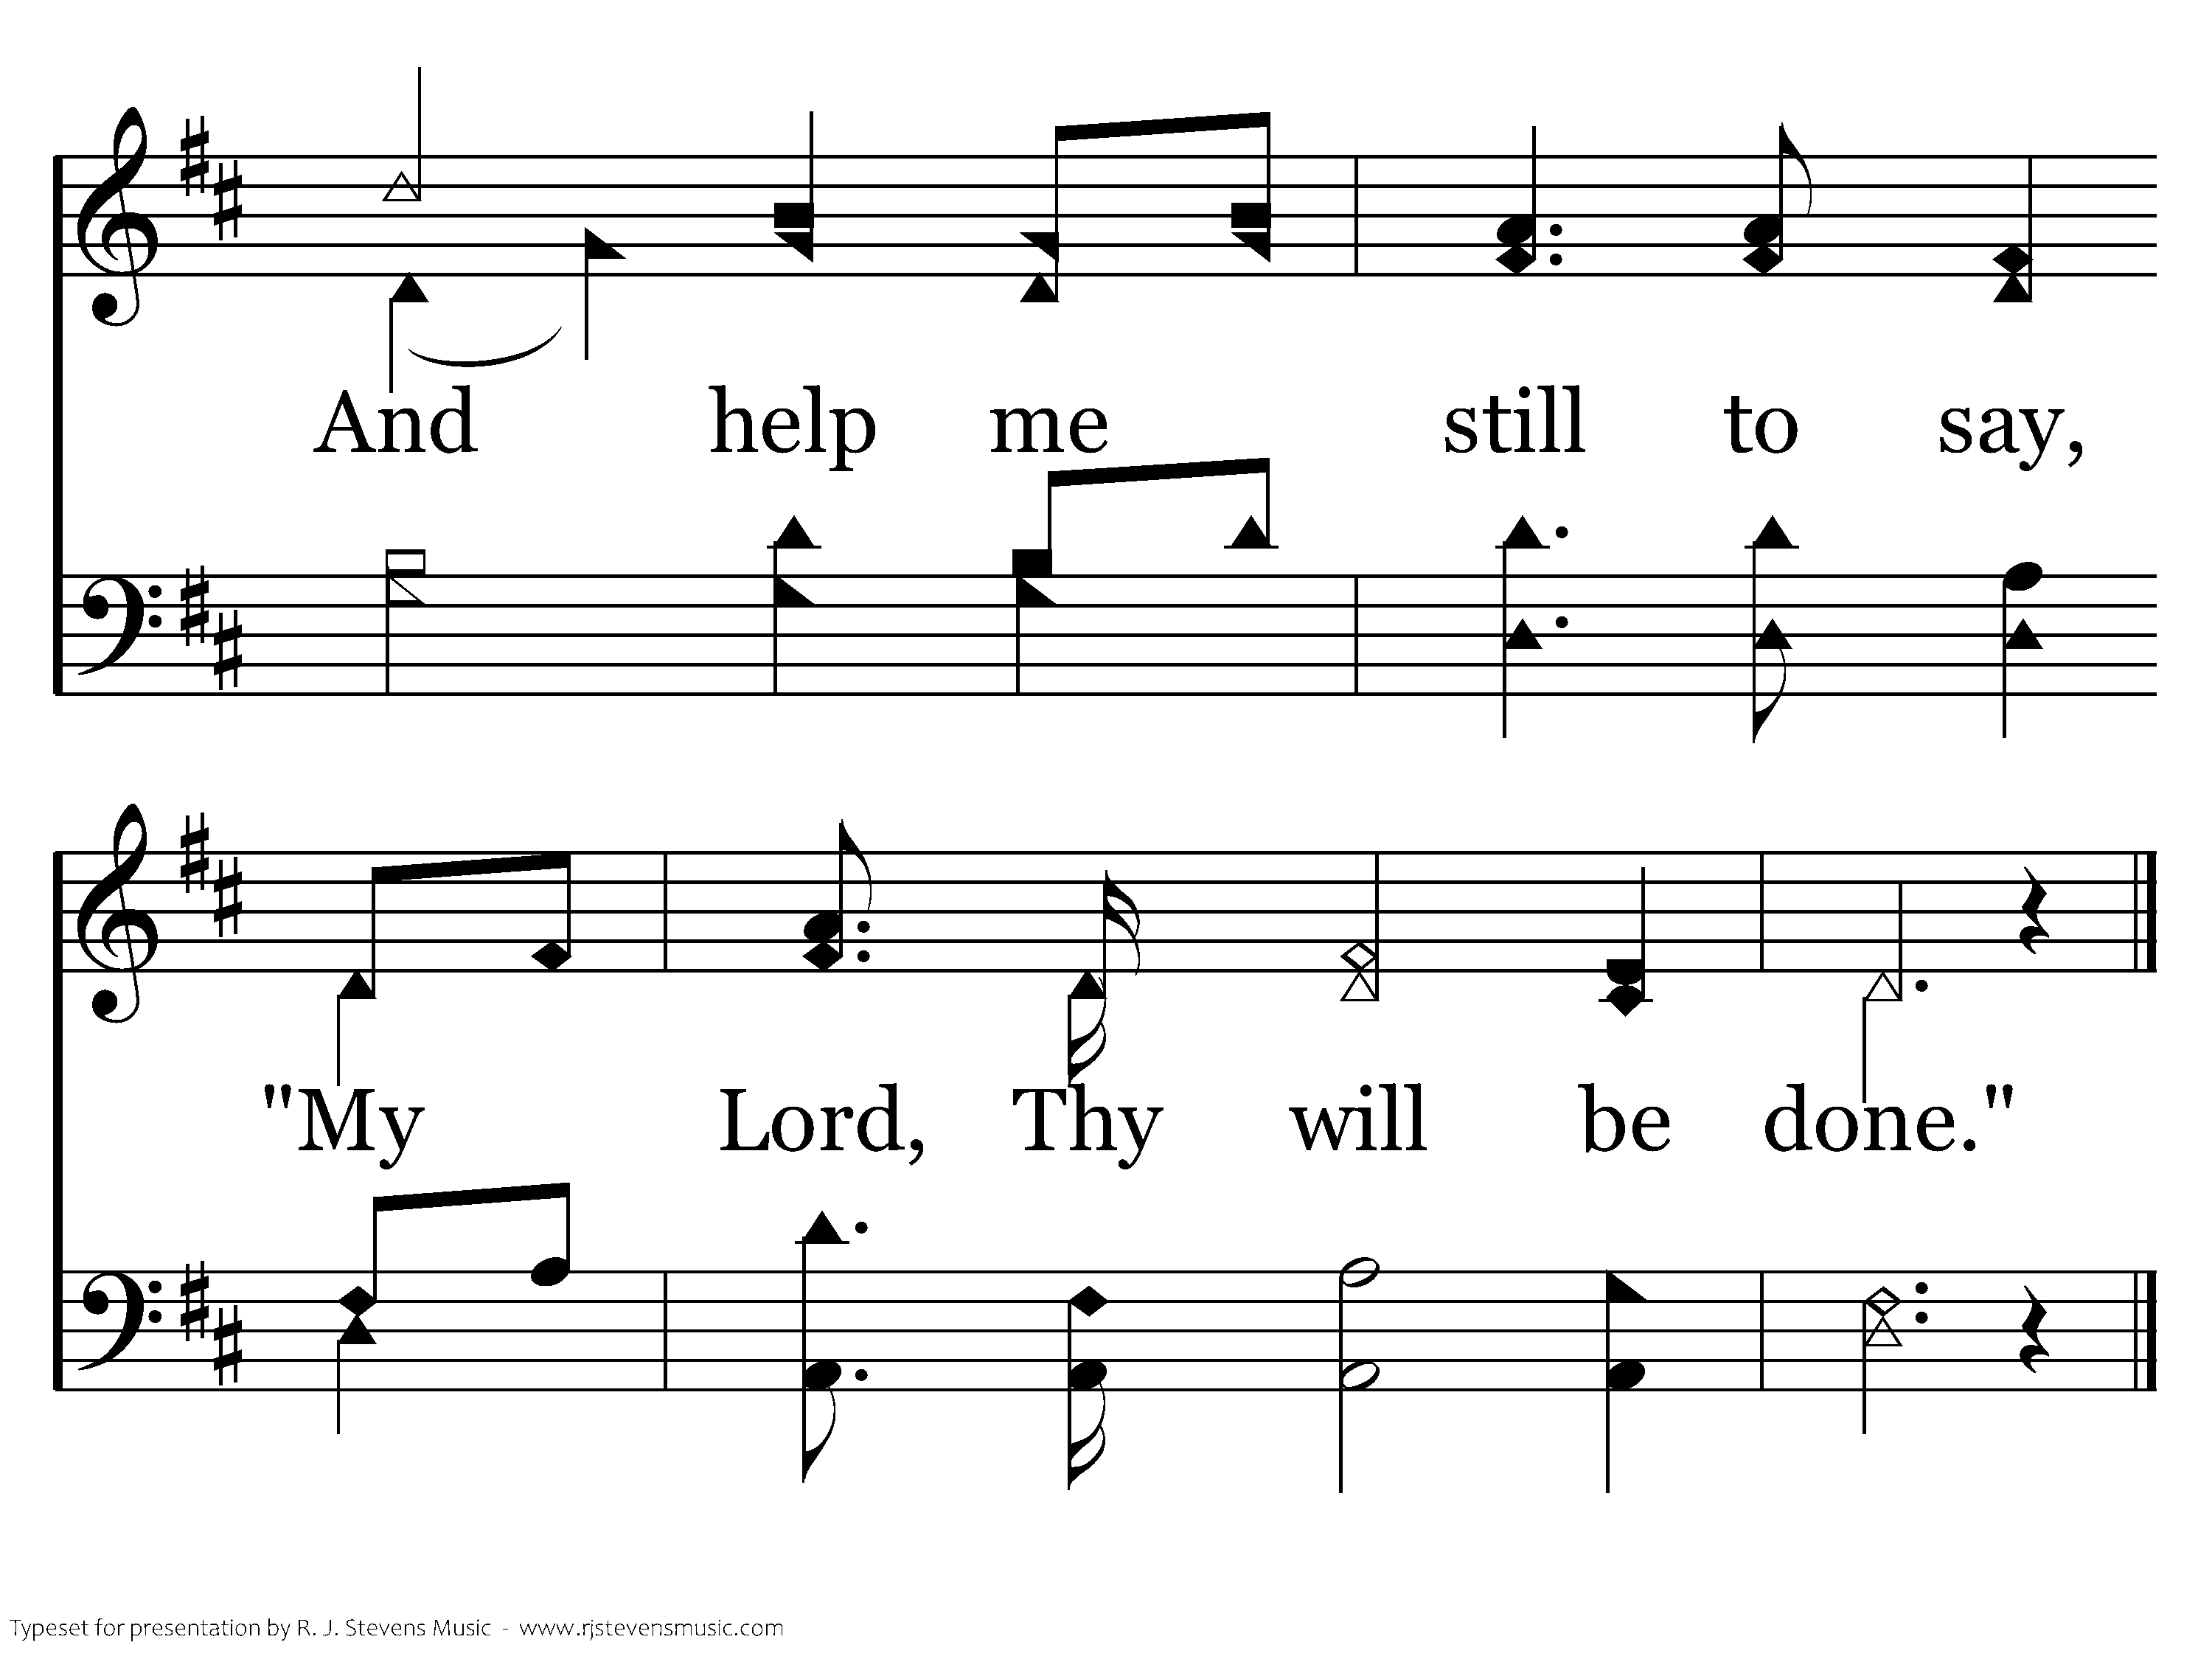 And help me still to say,
"My Lord, Thy will be done."
Typeset for presentation by R. J. Stevens Music - www.rjstevensmusic.com